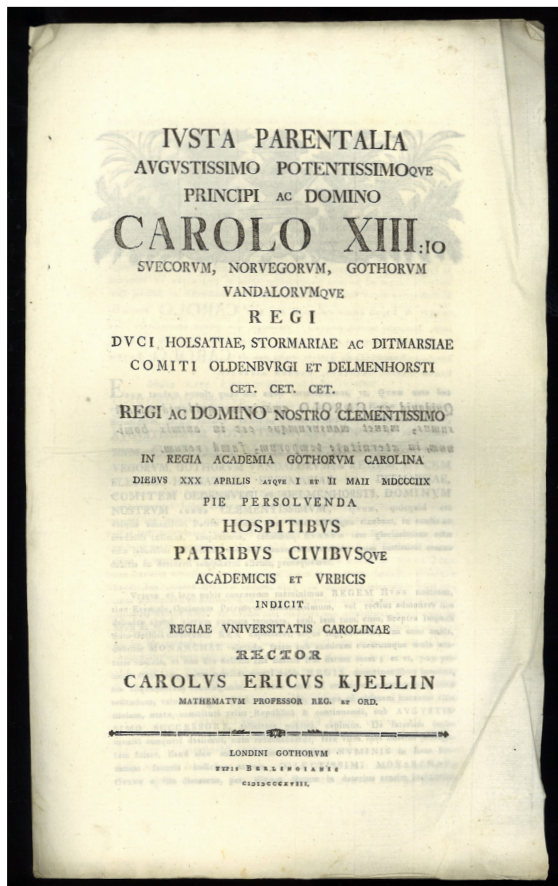 IVSTA PARENTALIA
AVGVSTISSIMO POTENTISSIMOQVE
PRINCIPI AC DOMINO
CAROLO XIII:IO
SVECORVM, NORVEGORVM, GOTHORVM
VANDALORVMQVE
REGI
DVCI HOLSATIAE, STORMARIAE AC DITMARSIAE
COMITI OLDENBVRGI ET DELMENHORSTI
CET. CET. CET.
REGI AC DOMINO NOSTRO CLEMENTISSIMO
IN REGIA ACADEMIA GOTHORVM CAROLINA
DIEBVS XXX APRILIS ATQVE I ET II MAII MDCCCIIX
PIE PERSOLVENDA
HOSPITIBVS
PATRIBVS CIVIBVSQVE
ACADEMICIS ET VRBICIS
INDICIT
REGIAE VNIVERSITATIS CAROLINAE
RECTOR
CAROLVS ERICVS KJELLIN
MATHEMATVM PROFESSOR REG. ET ORD.
LONDINI GOTHORVM
TYPIS BERLINGIANIS